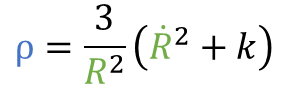 ρ = 3/R² (Ṙ² + k)